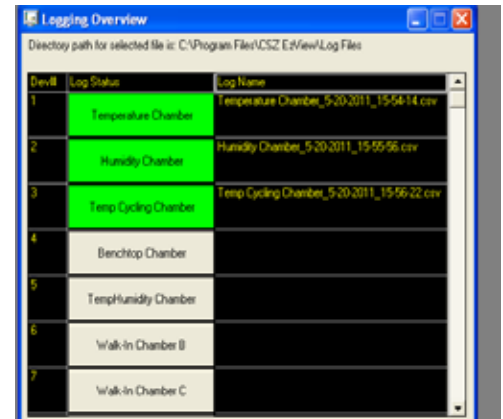 Logging Overview
Directory path for selected file is: C:\Program Files\CSZ EzView\Log Files
Dev# Log Status Log Name
1 Temperature Chamber Temperature Chamber_5-20-2011_15-54-14.csv
2 Humidity Chamber Humidity Chamber_5-20-2011_15-55-56.csv
3 Temp Cycling Chamber Temp Cycling Chamber_5-20-2011_15-56-22.csv
4 Benchtop Chamber
5 TempHumidity Chamber
6 Walk-In Chamber B
7 Walk-In Chamber C